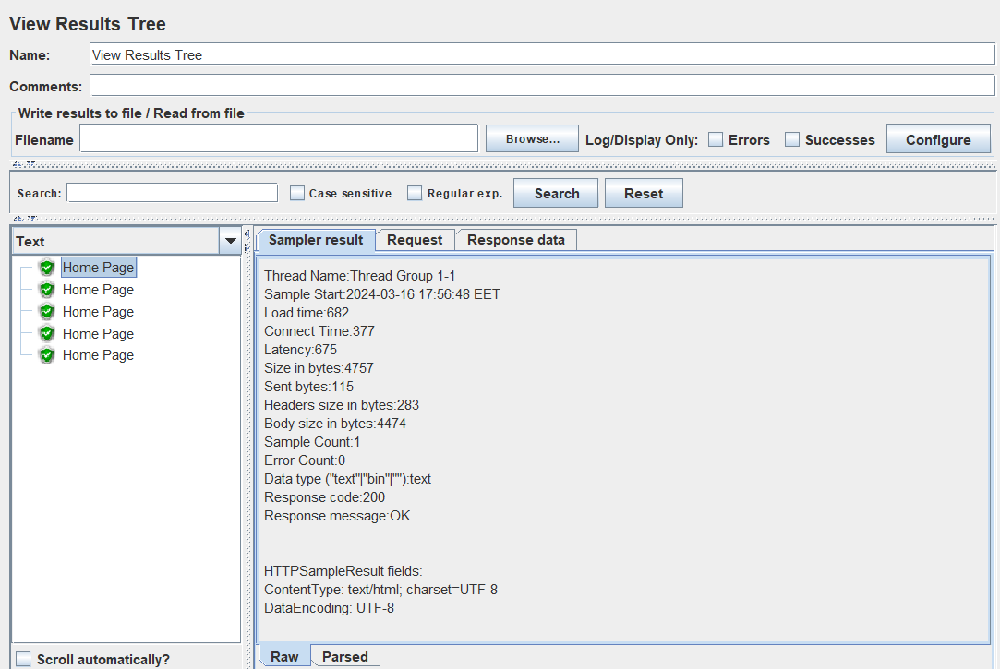 View Results Tree
Name: View Results Tree
Comments:
Write results to file / Read from file
Filename Browse... Log/Display Only: Errors Successes Configure
Search: Case sensitive Regular exp. Search Reset
Text
Home Page
Home Page
Home Page
Home Page
Home Page
Scroll automatically?
Sampler result Request Response data
Thread Name:Thread Group 1-1
Sample Start:2024-03-16 17:56:48 EET
Load time:682
Connect Time:377
Latency:675
Size in bytes:4757
Sent bytes:115
Headers size in bytes:283
Body size in bytes:4474
Sample Count:1
Error Count:0
Data type ("text"|"bin"|""):text
Response code:200
Response message:OK
HTTPSampleResult fields:
ContentType: text/html; charset=UTF-8
DataEncoding: UTF-8
Raw Parsed